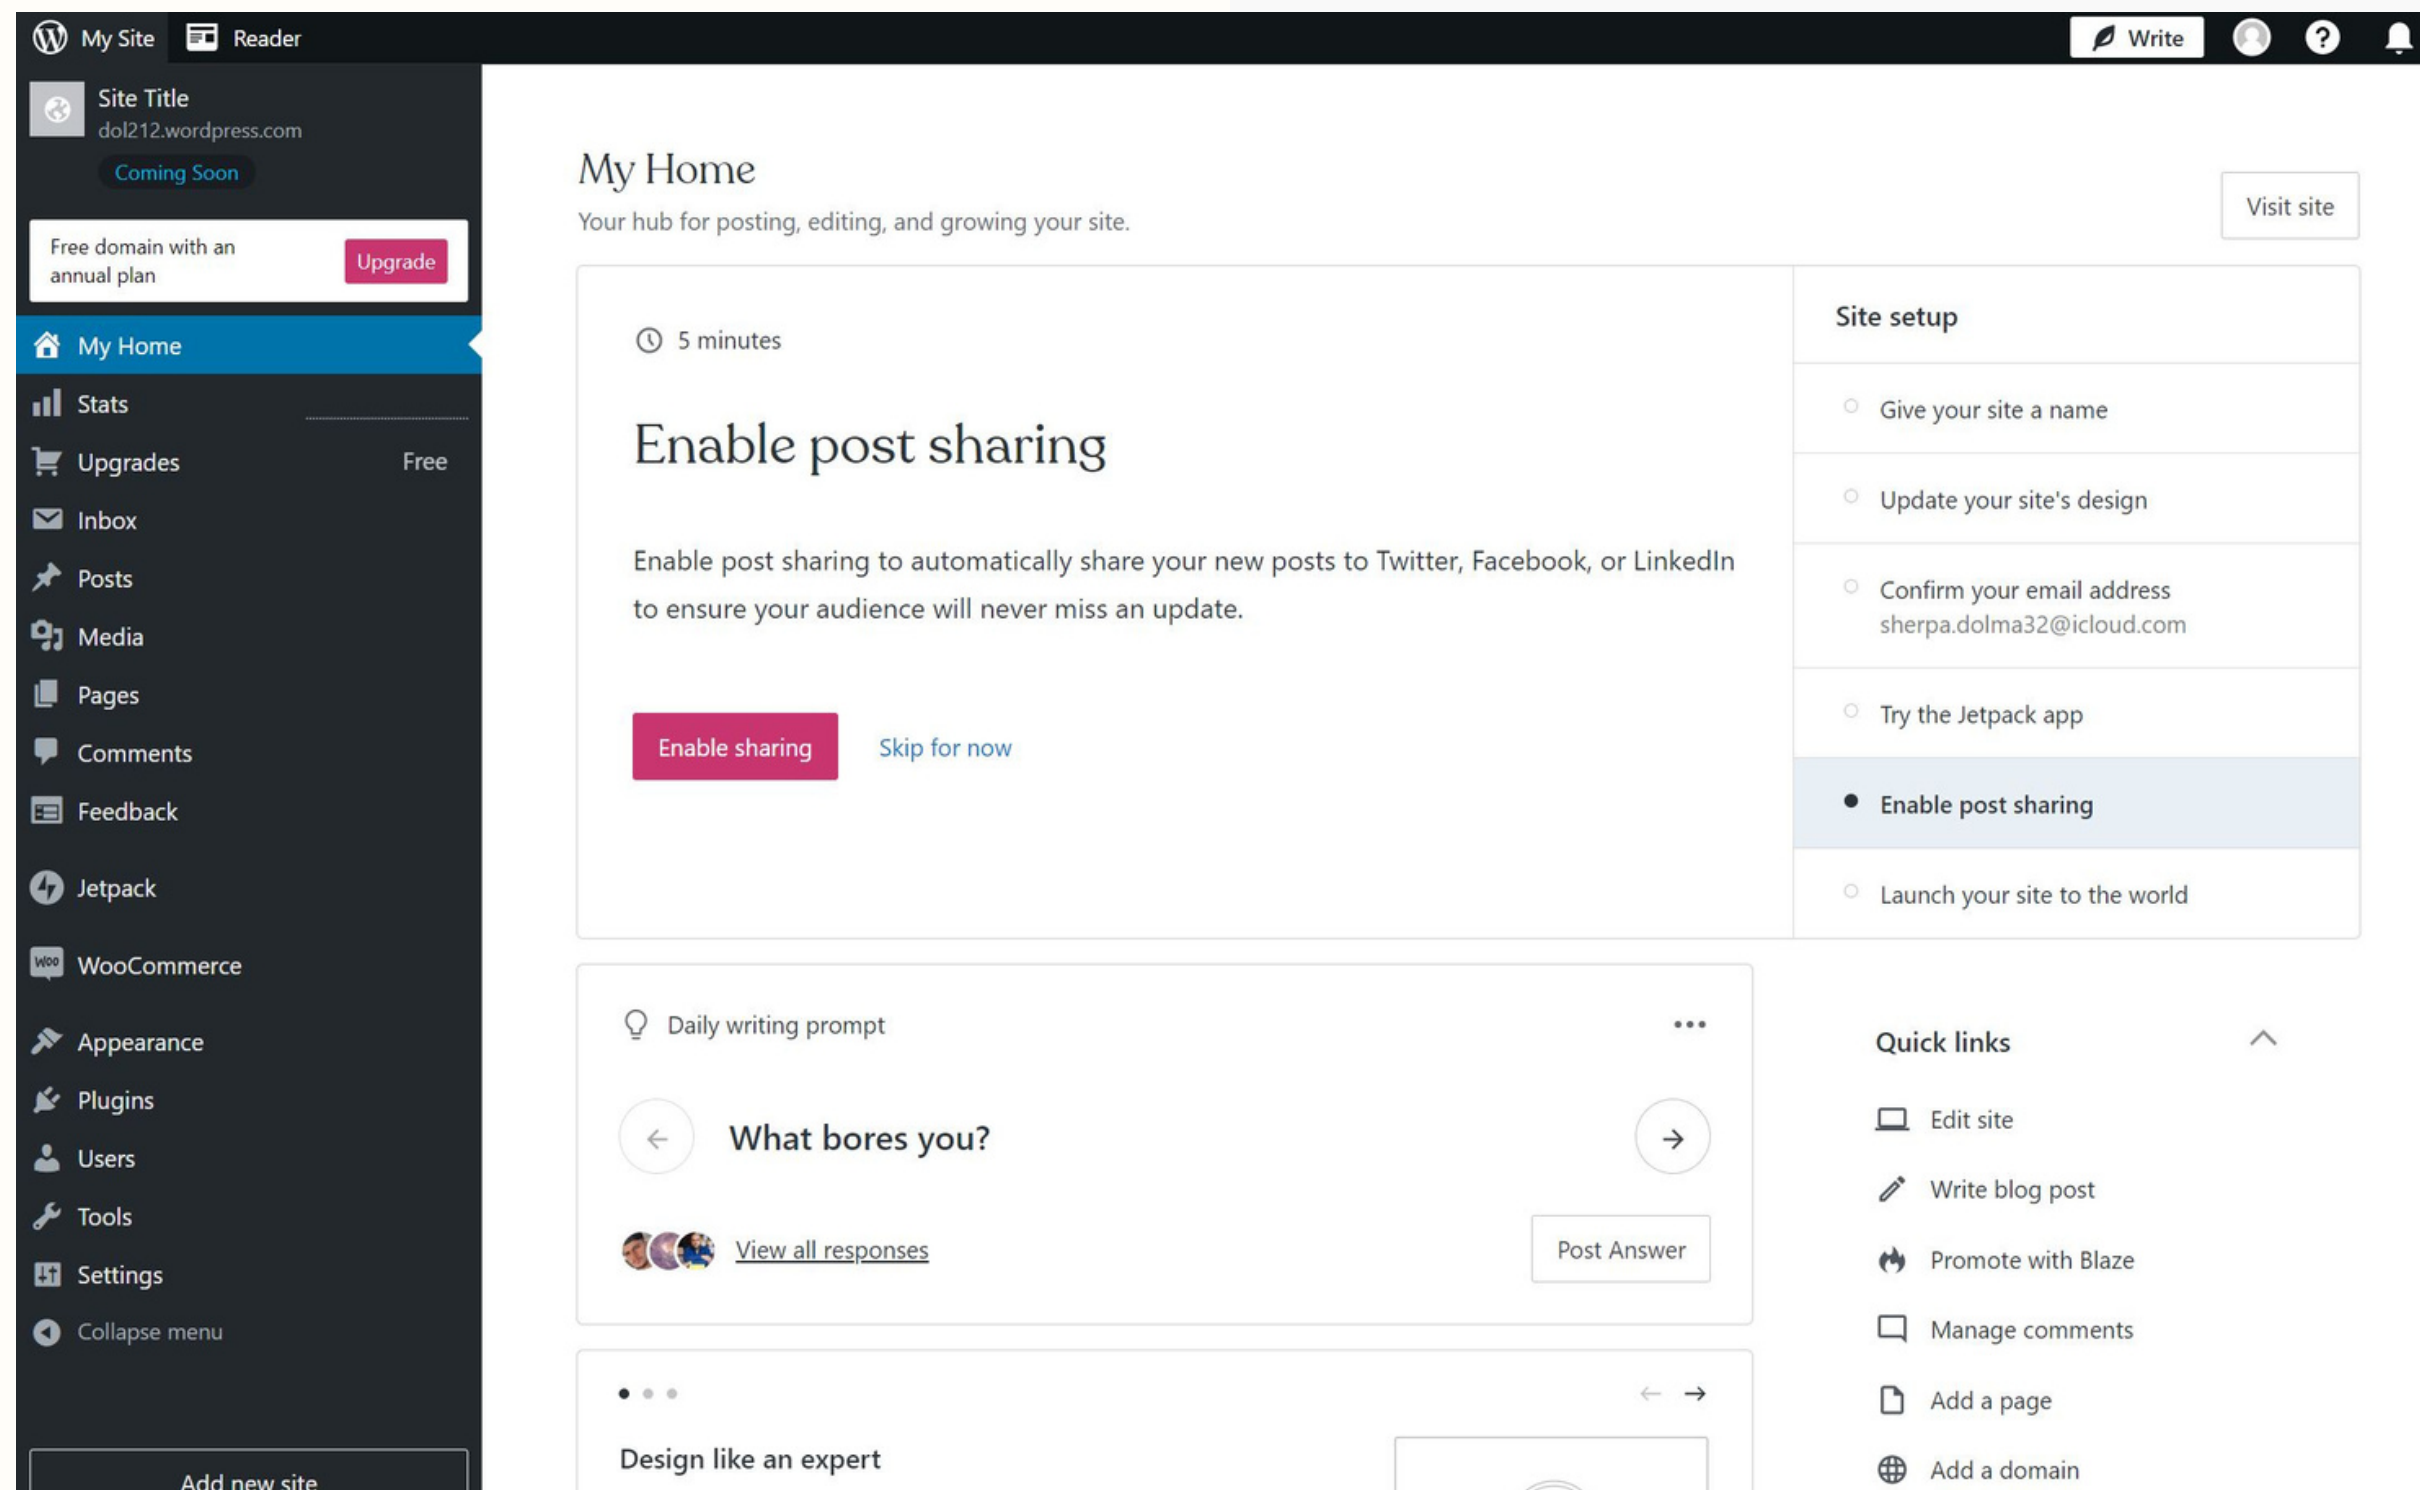 My Site
Reader
Write
Site Title
dol212.wordpress.com
Coming Soon
Free domain with an
annual plan
Upgrade
My Home
Stats
Upgrades
Free
Inbox
Posts
Media
Pages
Comments
Feedback
Jetpack
Woo
WooCommerce
Appearance
Plugins
Users
Tools
Settings
Collapse menu
Add new site
My Home
Your hub for posting, editing, and growing your site.
Visit site
5 minutes
Enable post sharing
Enable post sharing to automatically share your new posts to Twitter, Facebook, or LinkedIn
to ensure your audience will never miss an update.
Enable sharing
Skip for now
Site setup
Give your site a name
Update your site's design
Confirm your email address
sherpa.dolma32@icloud.com
Try the Jetpack app
Enable post sharing
Launch your site to the world
Daily writing prompt
What bores you?
View all responses
Post Answer
Design like an expert
Quick links
Edit site
Write blog post
Promote with Blaze
Manage comments
Add a page
Add a domain